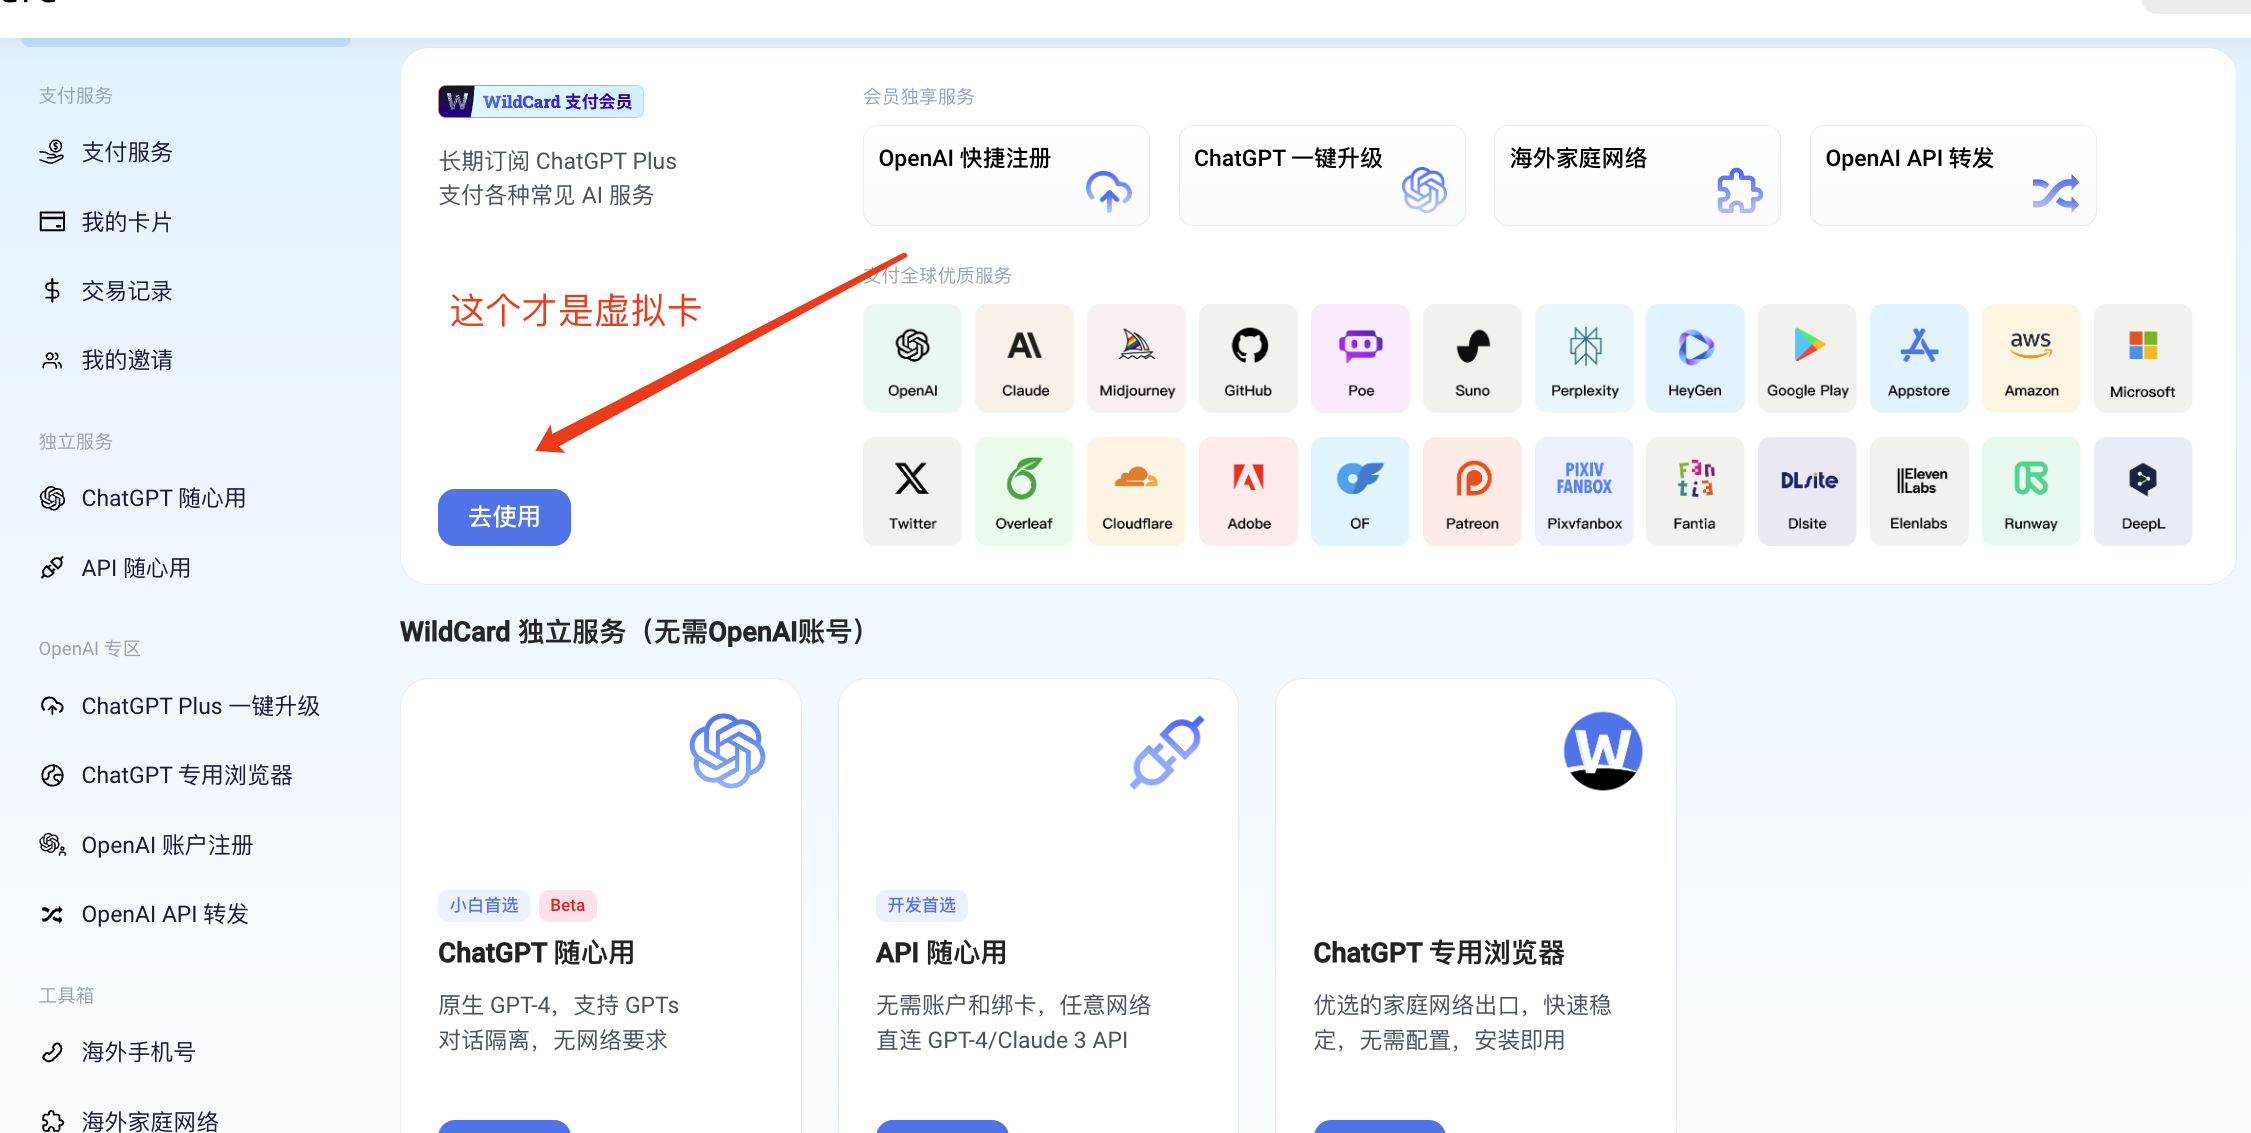 支付服务
支付服务
我的卡片
交易记录
我的邀请
独立服务
ChatGPT 随心用
API 随心用
OpenAI 专区
ChatGPT Plus 一键升级
ChatGPT 专用浏览器
OpenAI 账户注册
OpenAI API 转发
工具箱
海外手机号
海外家庭网络
W WildCard 支付会员
长期订阅 ChatGPT Plus
支付各种常见 AI 服务
这个才是虚拟卡
去使用
会员独享服务
OpenAI 快捷注册
ChatGPT 一键升级
海外家庭网络
OpenAI API 转发
支付全球优质服务
OpenAI
Claude
Midjourney
GitHub
Poe
Suno
Perplexity
HeyGen
Google Play
Appstore
aws
Amazon
Microsoft
Twitter
Overleaf
Cloudflare
Adobe
OF
Patreon
PIXIV
FANBOX
Pixvfanbox
Fantia
Fantia
DLsite
Dlsite
IIEleven
Labs
Elenlabs
Runway
DeepL
WildCard 独立服务（无需OpenAI账号）
小白首选
Beta
ChatGPT 随心用
原生 GPT-4，支持 GPTs
对话隔离，无网络要求
开发首选
API 随心用
无需账户和绑卡，任意网络
直连 GPT-4/Claude 3 API
W
ChatGPT 专用浏览器
优选的家庭网络出口，快速稳
定，无需配置，安装即用